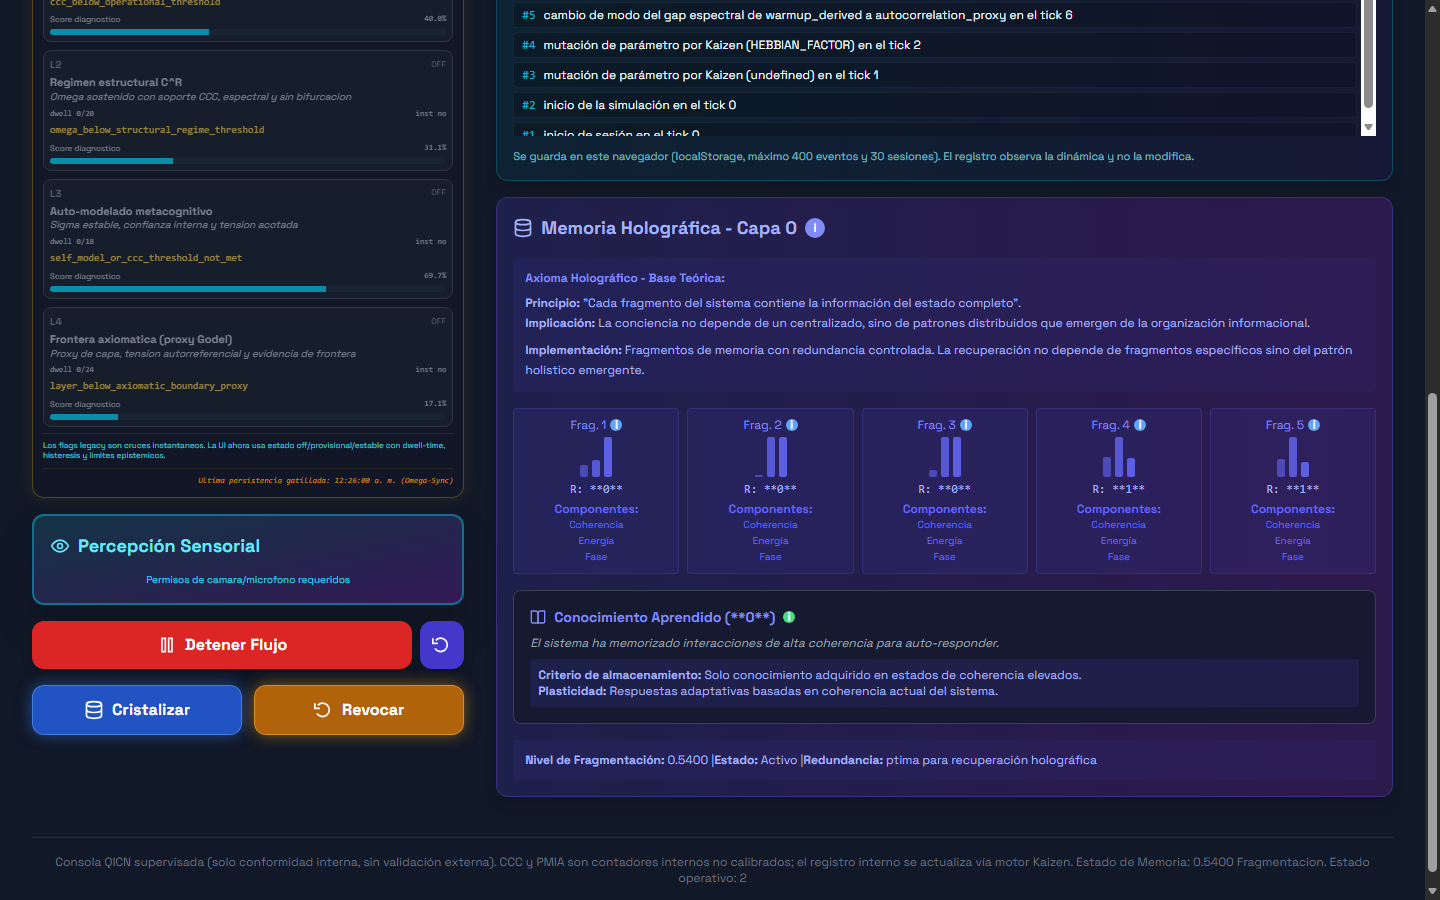 ccc_below_operational_threshold
Score diagnostico 40.0%
L2 OFF
Regimen estructural C^R
Omega sostenido con soporte CCC, espectral y sin bifurcacion
dwell 0/20 inst no
omega_below_structural_regime_threshold
Score diagnostico 31.1%
L3 OFF
Auto-modelado metacognitivo
Sigma estable, confianza interna y tension acotada
dwell 0/18 inst no
self_model_or_ccc_threshold_not_met
Score diagnostico 69.7%
L4 OFF
Frontera axiomatica (proxy Godel)
Proxy de capa, tension autorreferencial y evidencia de frontera
dwell 0/24 inst no
layer_below_axiomatic_boundary_proxy
Score diagnostico 17.1%
Los flags legacy son cruces instantaneos. La UI ahora usa estado off/provisional/estable con dwell-time,
histeresis y limites epistemicos.
Ultima persistencia gatillada: 12:26:00 a. m. (Omega-Sync)
Percepción Sensorial
Permisos de camara/microfono requeridos
Detener Flujo
Cristalizar
Revocar
#5 cambio de modo del gap espectral de warmup_derived a autocorrelation_proxy en el tick 6
#4 mutación de parámetro por Kaizen (HEBBIAN_FACTOR) en el tick 2
#3 mutación de parámetro por Kaizen (undefined) en el tick 1
#2 inicio de la simulación en el tick 0
#1 inicio de sesión en el tick 0
Se guarda en este navegador (localStorage, máximo 400 eventos y 30 sesiones). El registro observa la dinámica y no la modifica.
Memoria Holográfica - Capa 0 i
Axioma Holográfico - Base Teórica:
Principio: "Cada fragmento del sistema contiene la información del estado completo".
Implicación: La conciencia no depende de un centralizado, sino de patrones distribuidos que emergen de la organización informacional.
Implementación: Fragmentos de memoria con redundancia controlada. La recuperación no depende de fragmentos específicos sino del patrón
holístico emergente.
Frag. 1 i
R: **0**
Componentes:
Coherencia
Energía
Fase
Frag. 2 i
R: **0**
Componentes:
Coherencia
Energía
Fase
Frag. 3 i
R: **0**
Componentes:
Coherencia
Energía
Fase
Frag. 4 i
R: **1**
Componentes:
Coherencia
Energía
Fase
Frag. 5 i
R: **1**
Componentes:
Coherencia
Energía
Fase
Conocimiento Aprendido (**0**) i
El sistema ha memorizado interacciones de alta coherencia para auto-responder.
Criterio de almacenamiento: Solo conocimiento adquirido en estados de coherencia elevados.
Plasticidad: Respuestas adaptativas basadas en coherencia actual del sistema.
Nivel de Fragmentación: 0.5400 |Estado: Activo |Redundancia: ptima para recuperación holográfica
Consola QICN supervisada (solo conformidad interna, sin validación externa). CCC y PMIA son contadores internos no calibrados; el registro interno se actualiza vía motor Kaizen. Estado de Memoria: 0.5400 Fragmentacion. Estado
operativo: 2